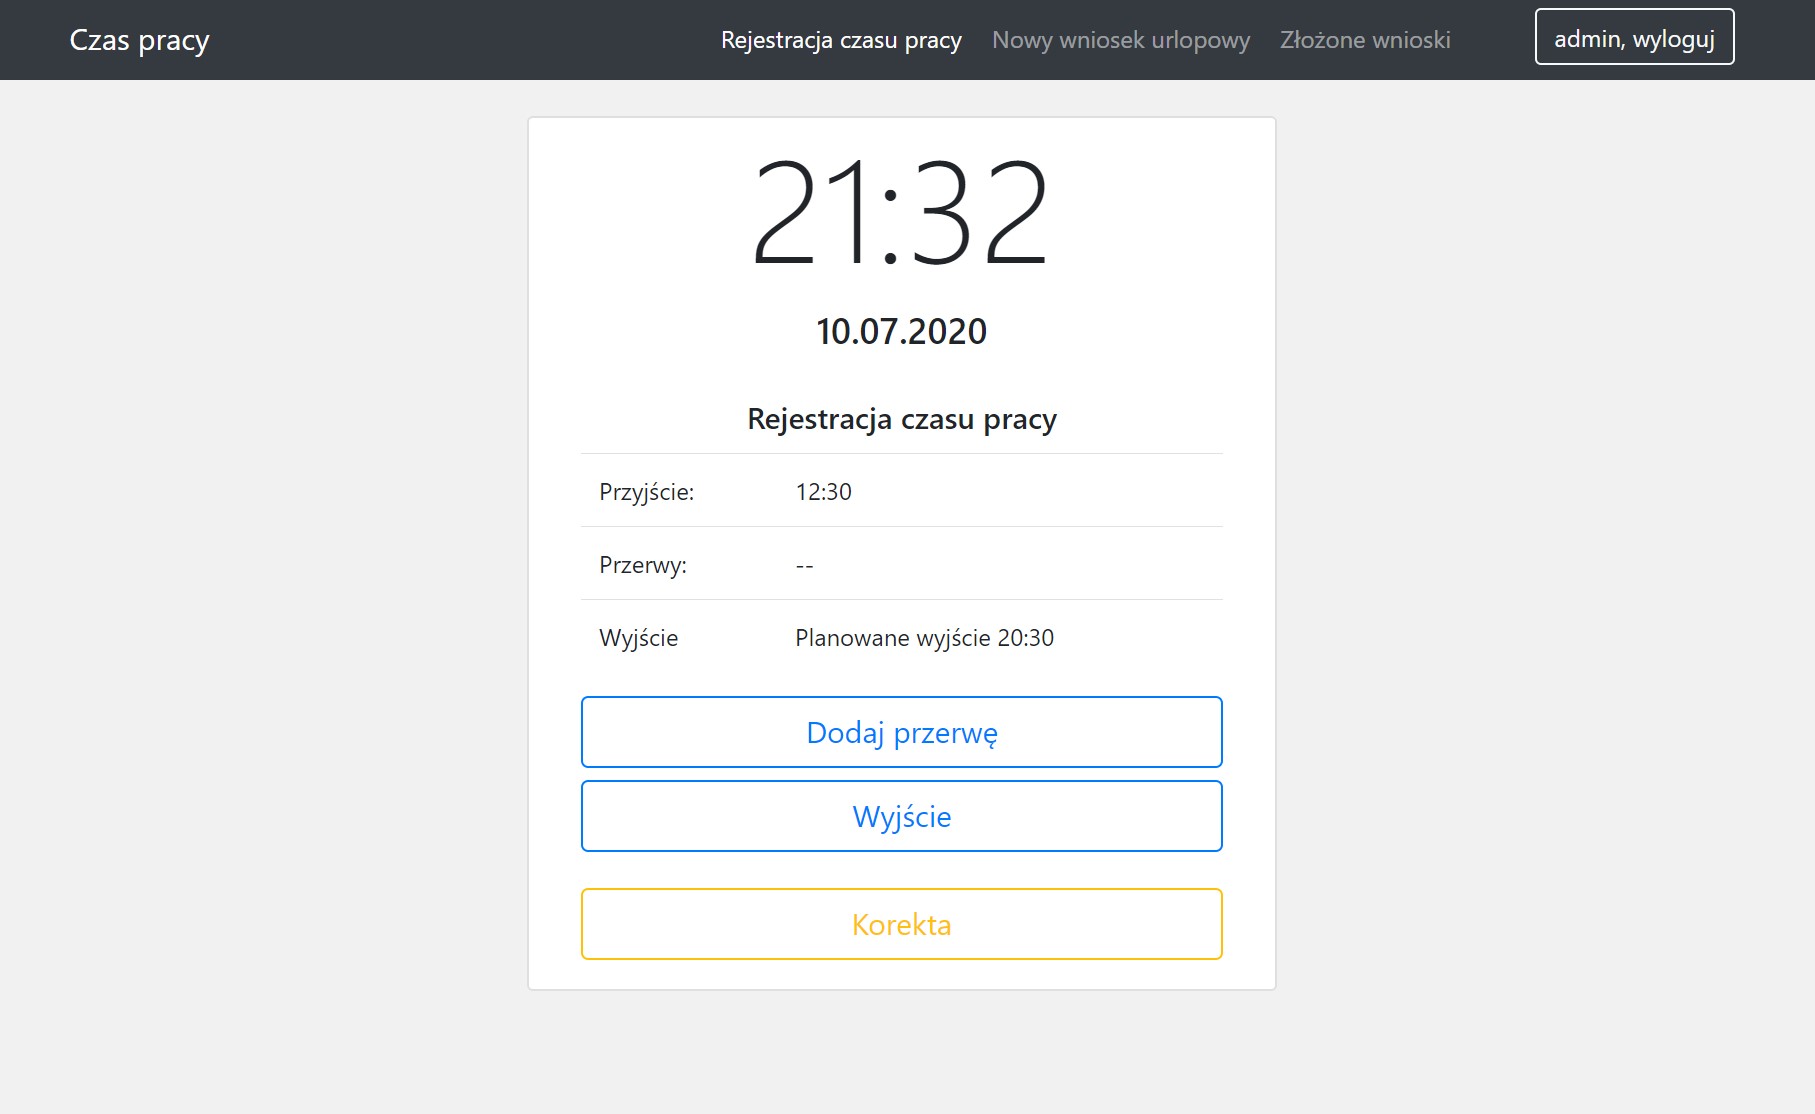 Czas pracy
Rejestracja czasu pracy
Nowy wniosek urlopowy
Złożone wnioski
admin, wyloguj
21:32
10.07.2020
Rejestracja czasu pracy
Przyjście: 12:30
Przerwy: --
Wyjście Planowane wyjście 20:30
Dodaj przerwę
Wyjście
Korekta